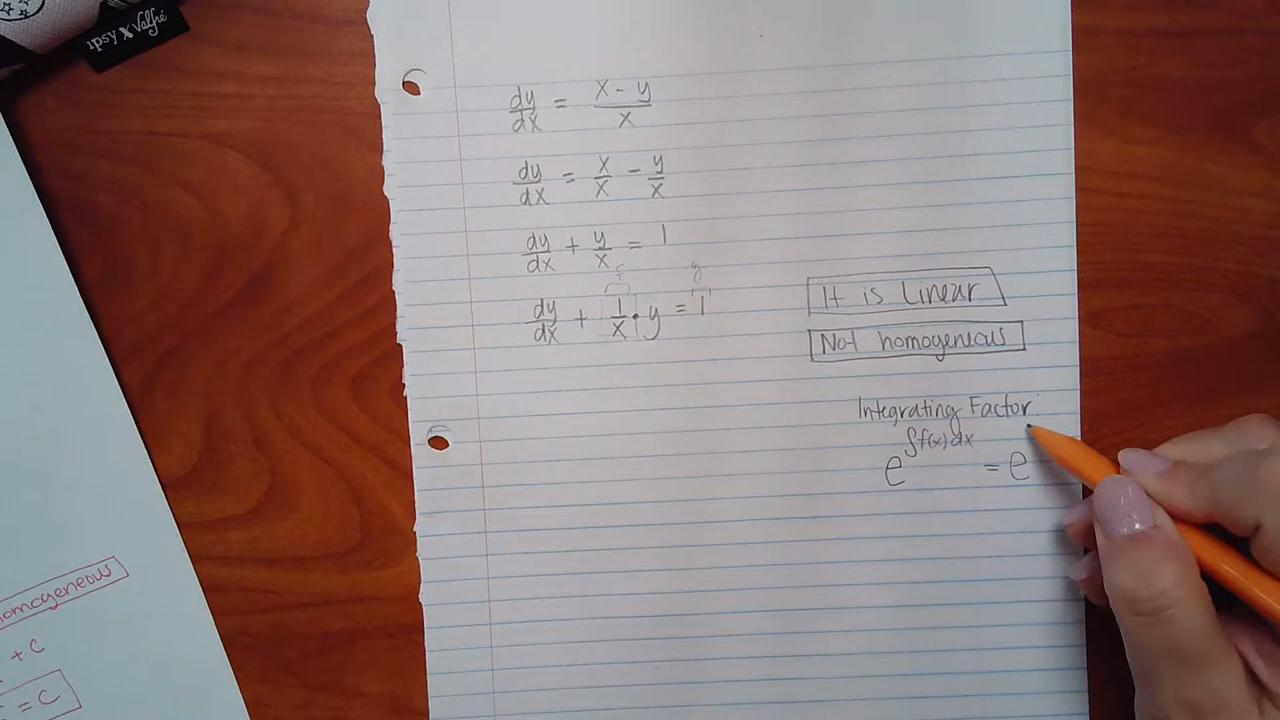 ipsy x Valfré
dy/dx = x - y/x
dy/dx = x/x - y/x
dy/dx + y/x = 1
f g
dy/dx + 1/x • y = 1
It is Linear
Not homogeneous
Integrating Factor:
e^∫f(x)dx = e
omogeneous
+ C
= C